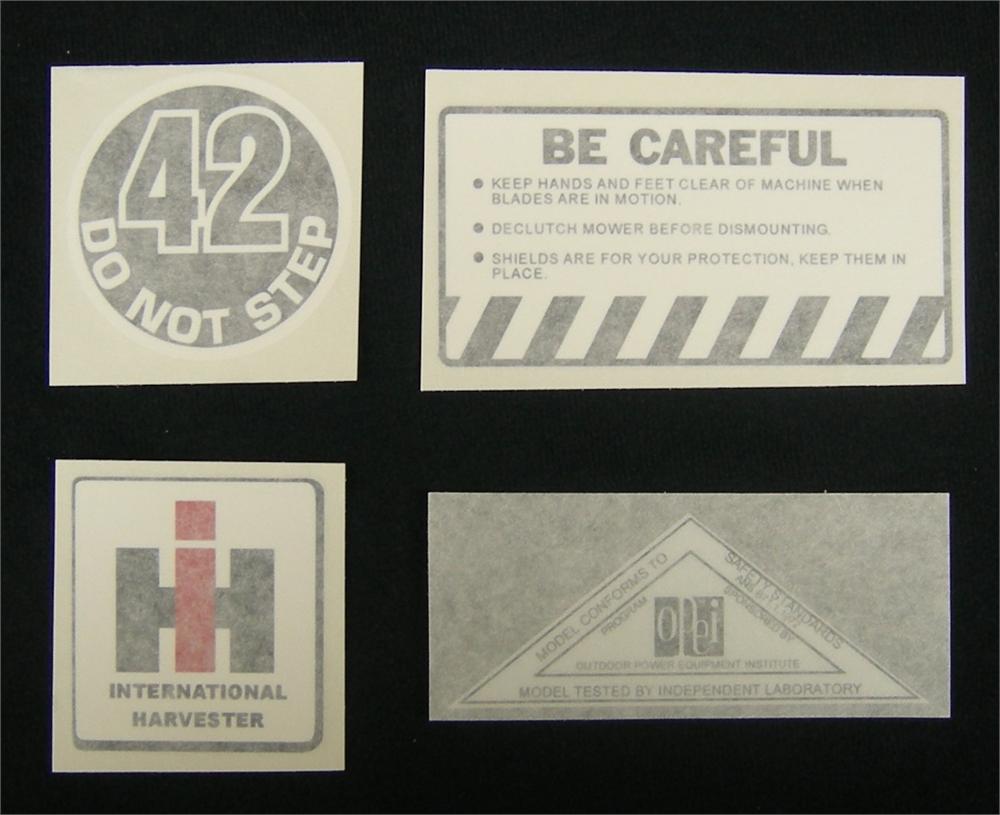 42
DO NOT STEP
BE CAREFUL
KEEP HANDS AND FEET CLEAR OF MACHINE WHEN
BLADES ARE IN MOTION.
DECLUTCH MOWER BEFORE DISMOUNTING.
SHIELDS ARE FOR YOUR PROTECTION, KEEP THEM IN
PLACE.
IH
INTERNATIONAL
HARVESTER
MODEL CONFORMS TO
SAFETY STANDARDS
PROGRAM
SPONSORED BY
opei
OUTDOOR POWER EQUIPMENT INSTITUTE
MODEL TESTED BY INDEPENDENT LABORATORY